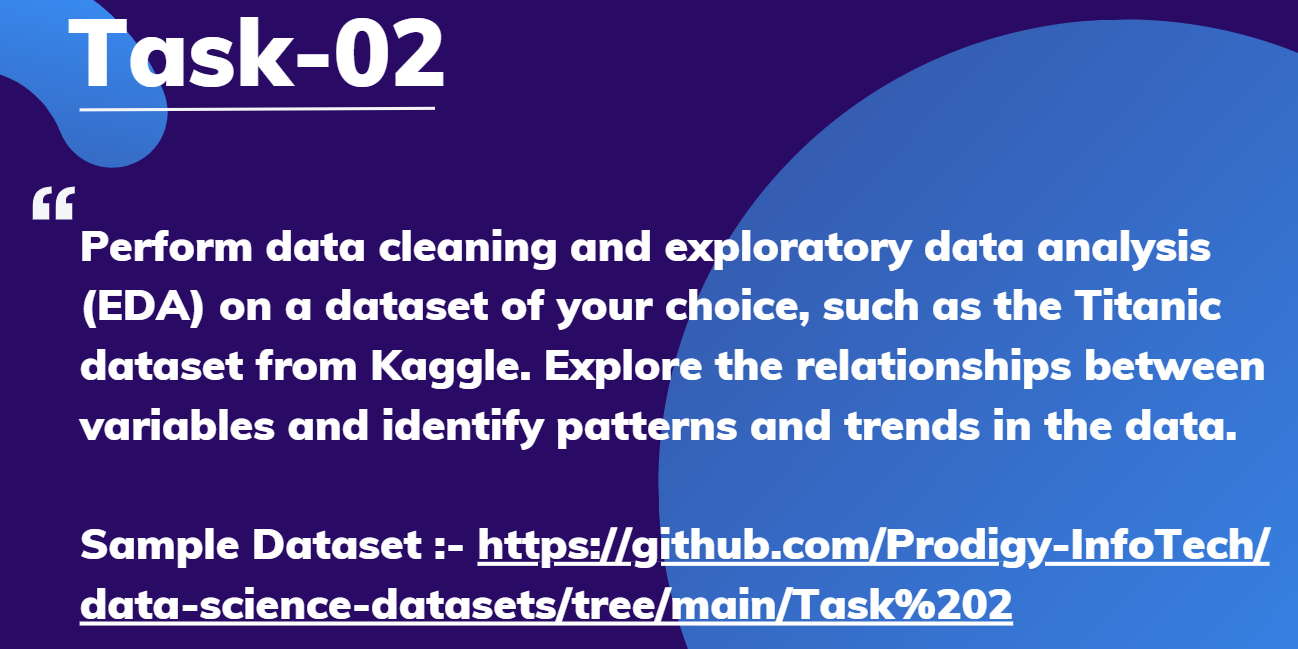 Task-02
“
Perform data cleaning and exploratory data analysis
(EDA) on a dataset of your choice, such as the Titanic
dataset from Kaggle. Explore the relationships between
variables and identify patterns and trends in the data.
Sample Dataset :- https://github.com/Prodigy-InfoTech/
data-science-datasets/tree/main/Task%202